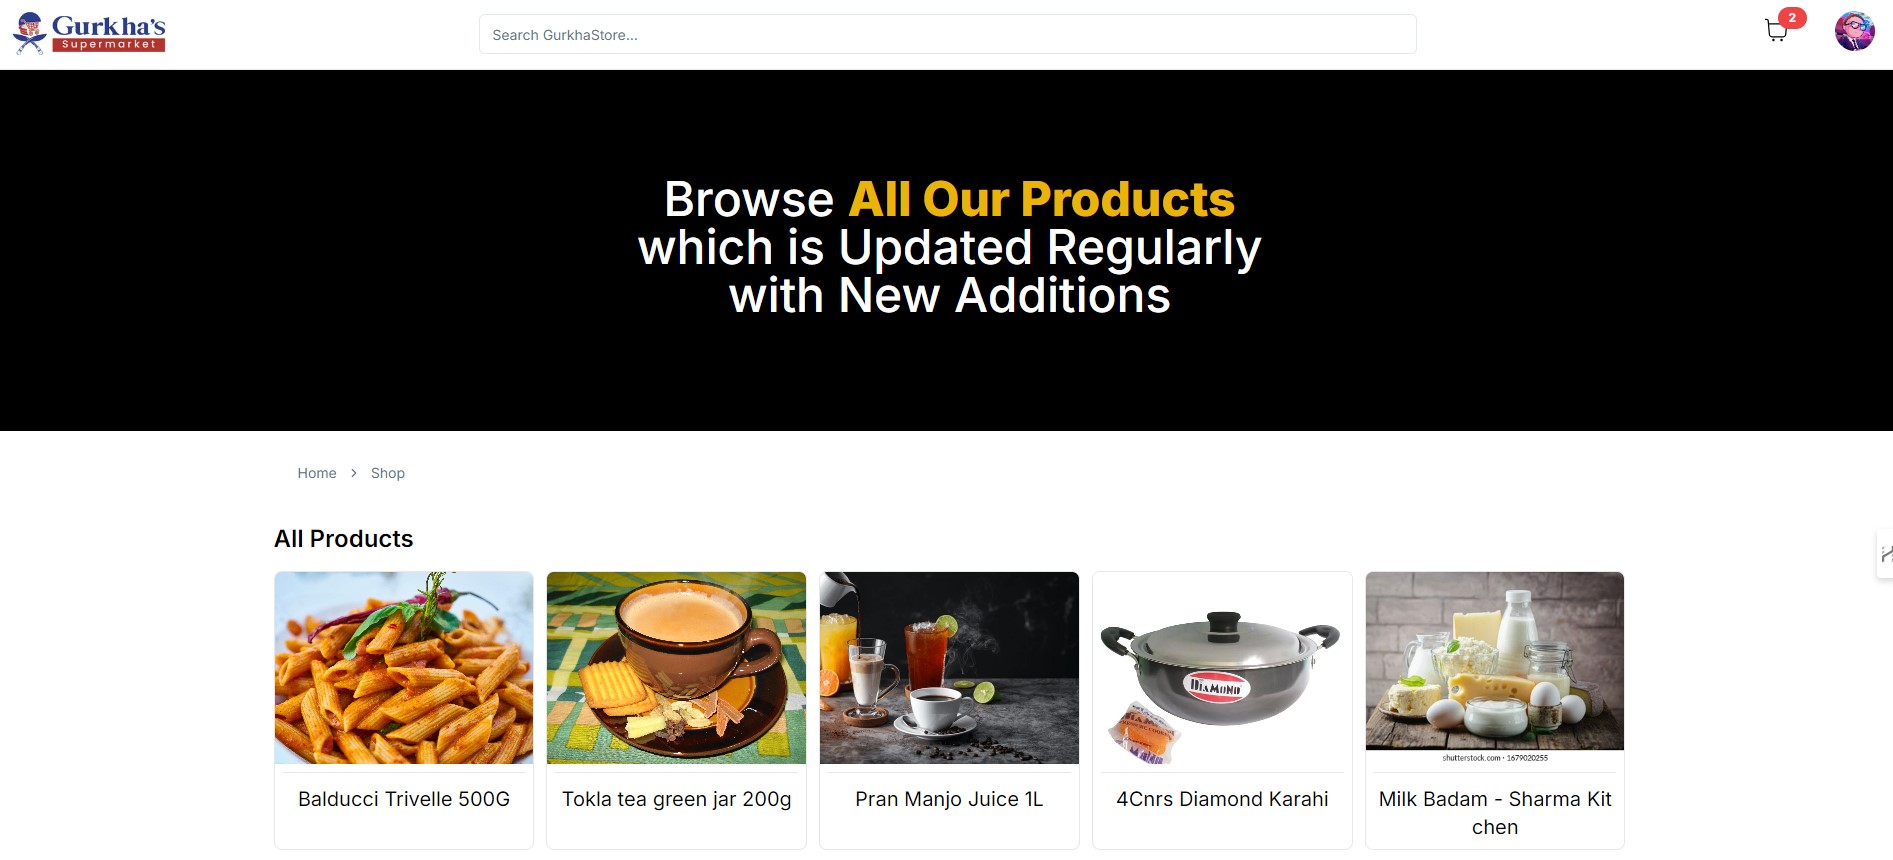 Gurkha's
Supermarket
Search GurkhaStore...
2
Browse All Our Products
which is Updated Regularly
with New Additions
Home > Shop
All Products
DIAMOND
shutterstock.com • 1679020255
Balducci Trivelle 500G
Tokla tea green jar 200g
Pran Manjo Juice 1L
4Cnrs Diamond Karahi
Milk Badam - Sharma Kit
chen